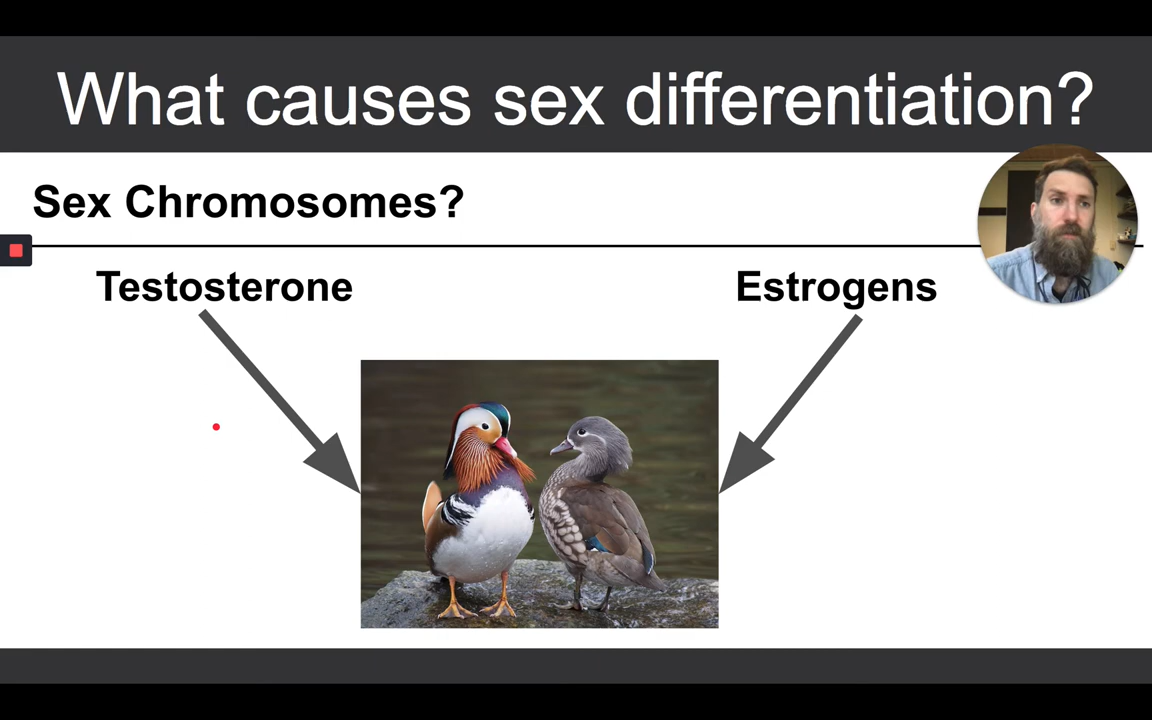 What causes sex differentiation?
Sex Chromosomes?
Testosterone
Estrogens